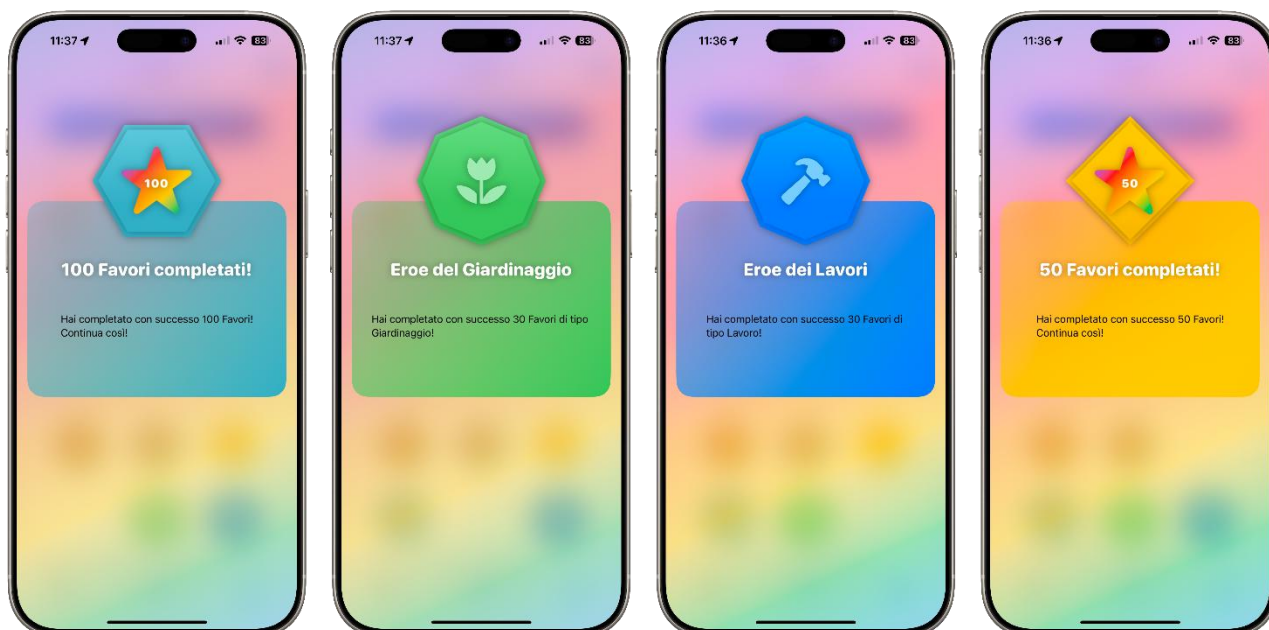 11:37
83
100
100 Favori completati!
Hai completato con successo 100 Favori!
Continua così!
11:37
83
Eroe del Giardinaggio
Hai completato con successo 30 Favori di tipo
Giardinaggio!
11:36
83
Eroe dei Lavori
Hai completato con successo 30 Favori di
tipo Lavoro!
11:36
83
50
50 Favori completati!
Hai completato con successo 50 Favori!
Continua così!